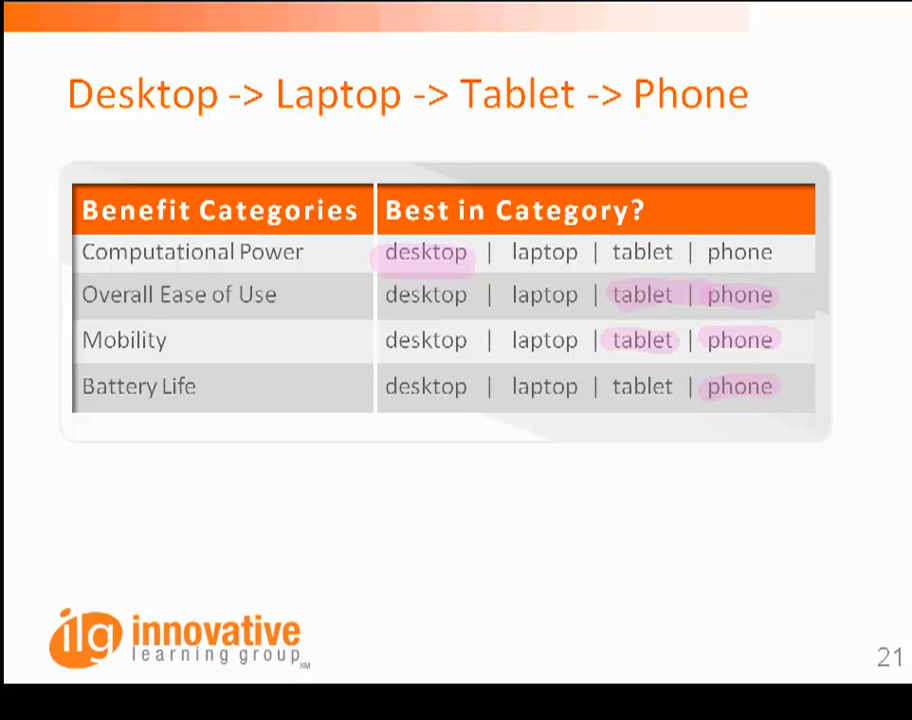 Desktop -> Laptop -> Tablet -> Phone
Benefit Categories Best in Category?
Computational Power desktop | laptop | tablet | phone
Overall Ease of Use desktop | laptop | tablet | phone
Mobility desktop | laptop | tablet | phone
Battery Life desktop | laptop | tablet | phone
ilg innovative
learning group SM
21